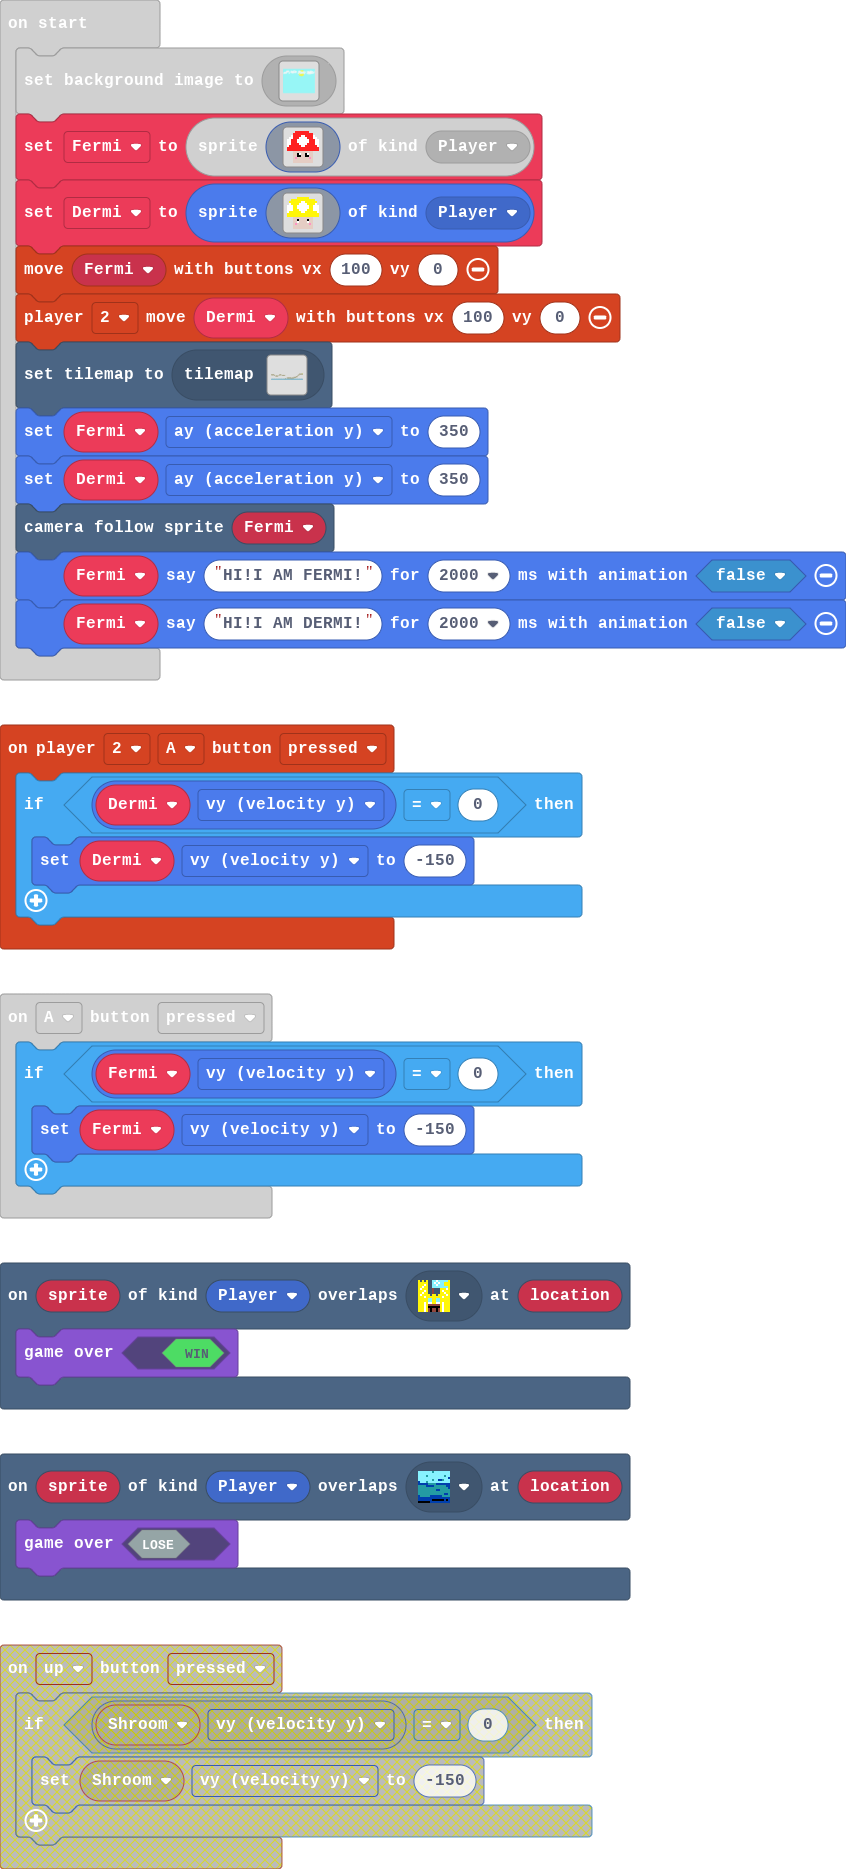 on start
set background image to
set Fermi to sprite of kind Player
set Dermi to sprite of kind Player
move Fermi with buttons vx 100 vy 0
player 2 move Dermi with buttons vx 100 vy 0
set tilemap to tilemap
set Fermi ay (acceleration y) to 350
set Dermi ay (acceleration y) to 350
camera follow sprite Fermi
Fermi say "HI!I AM FERMI!" for 2000 ms with animation false
Fermi say "HI!I AM DERMI!" for 2000 ms with animation false
on player 2 A button pressed
if Dermi vy (velocity y) = 0 then
set Dermi vy (velocity y) to -150
on A button pressed
if Fermi vy (velocity y) = 0 then
set Fermi vy (velocity y) to -150
on sprite of kind Player overlaps at location
game over WIN
on sprite of kind Player overlaps at location
game over LOSE
on up button pressed
if Shroom vy (velocity y) = 0 then
set Shroom vy (velocity y) to -150